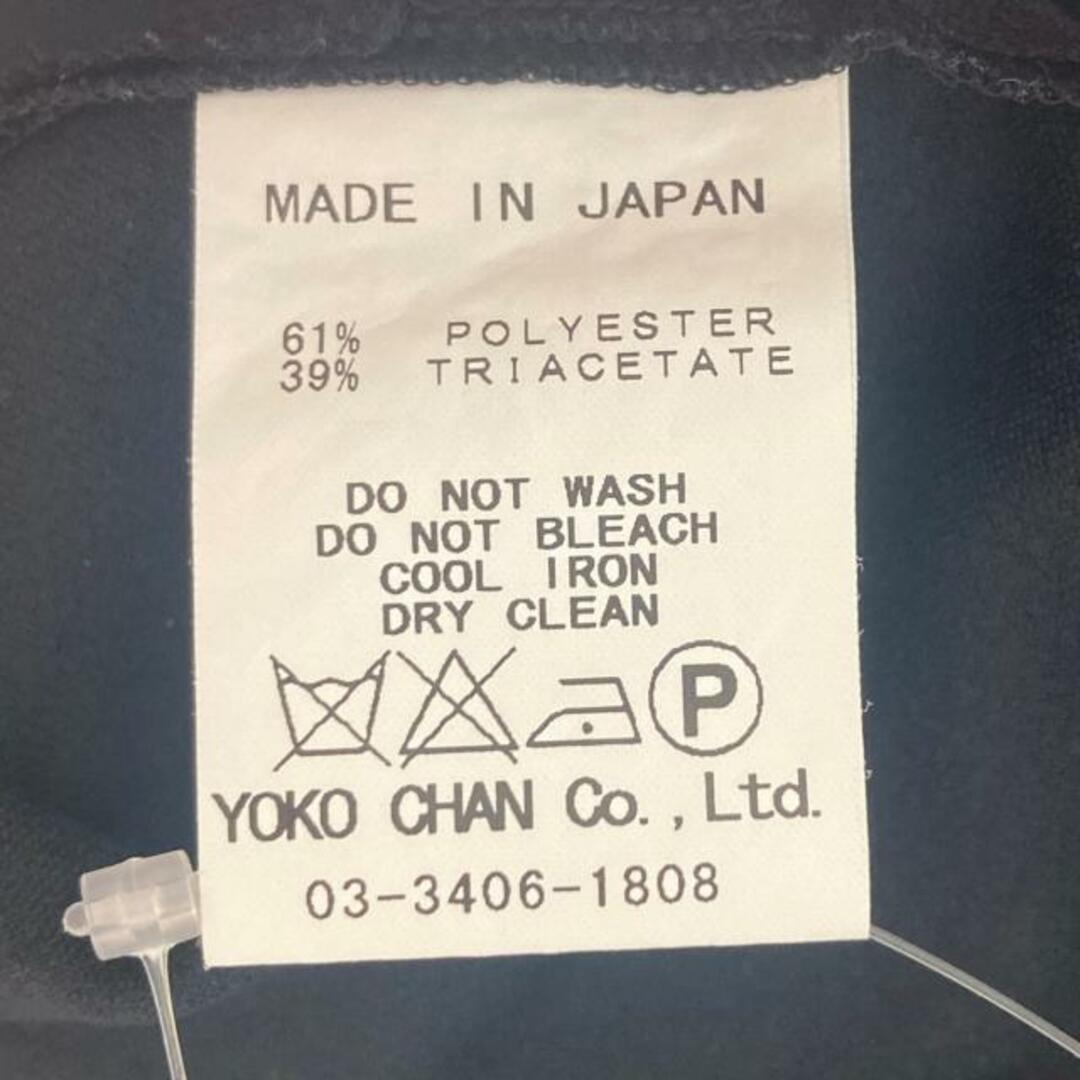 MADE IN JAPAN
61% POLYESTER
39% TRIACETATE
DO NOT WASH
DO NOT BLEACH
COOL IRON
DRY CLEAN
P
YOKO CHAN Co., Ltd.
03-3406-1808